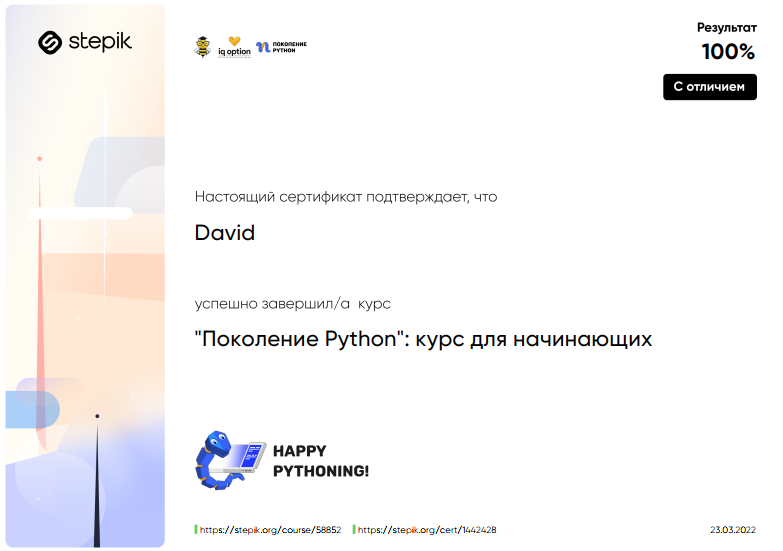 stepik
iq option
ПОКОЛЕНИЕ
PYTHON
Результат
100%
С отличием
Настоящий сертификат подтверждает, что
David
успешно завершил/а курс
"Поколение Python": курс для начинающих
HAPPY
PYTHONING!
https://stepik.org/course/58852 https://stepik.org/cert/1442428 23.03.2022